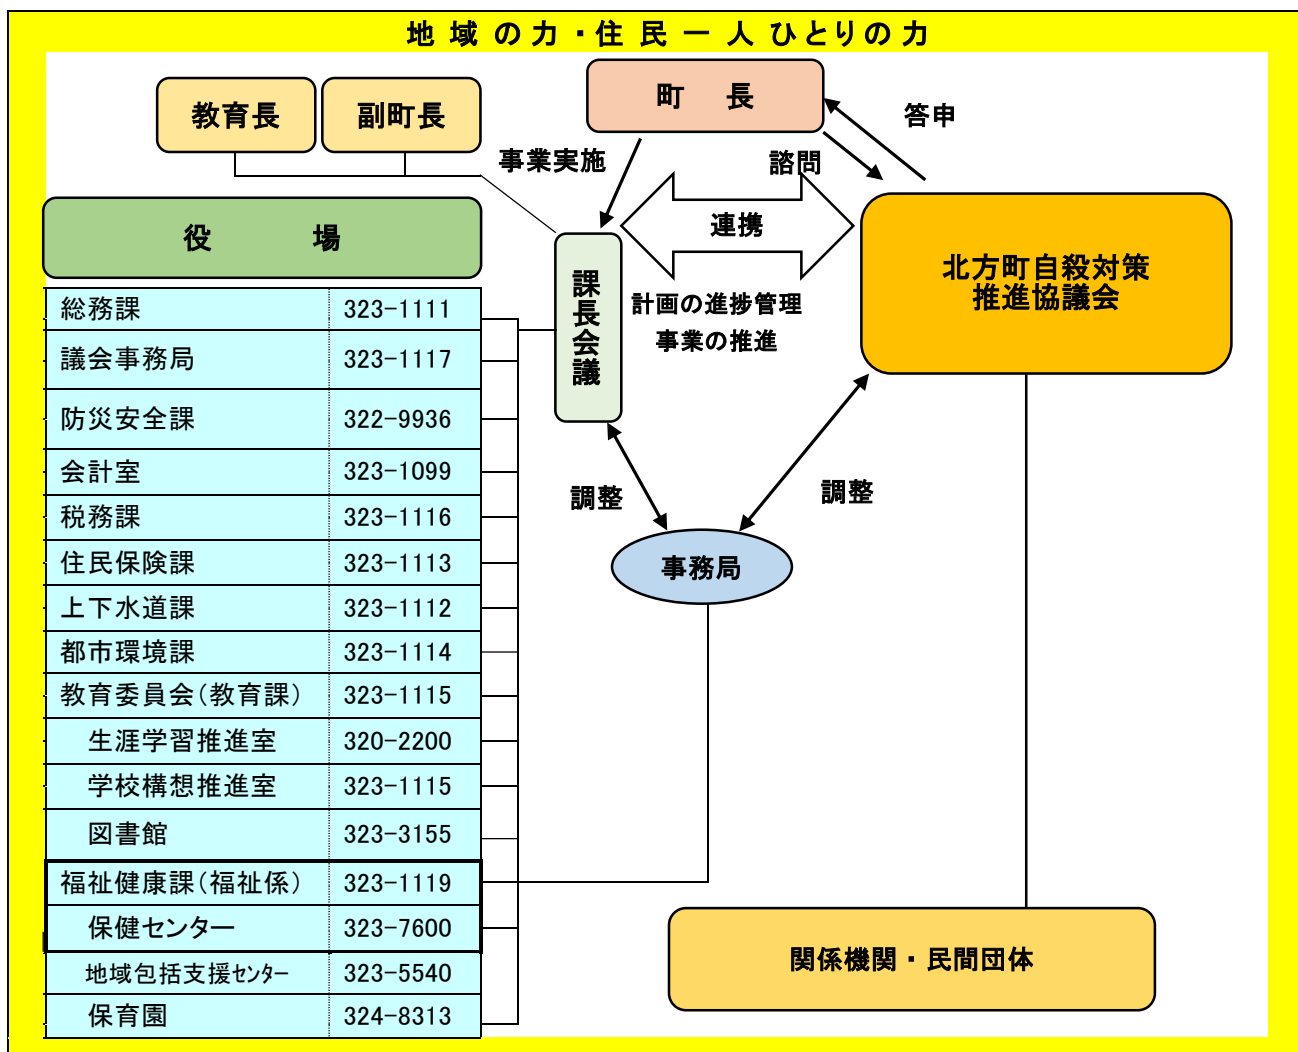 地域の力・住民一人ひとりの力
町　長
教育長
副町長
答申
諮問
事業実施
連携
役　場
北方町自殺対策
推進協議会
課長会議
計画の進捗管理
事業の推進
総務課 323-1111
議会事務局 323-1117
防災安全課 322-9936
会計室 323-1099
税務課 323-1116
住民保険課 323-1113
上下水道課 323-1112
都市環境課 323-1114
教育委員会（教育課） 323-1115
生涯学習推進室 320-2200
学校構想推進室 323-1115
図書館 323-3155
福祉健康課（福祉係） 323-1119
保健センター 323-7600
地域包括支援ｾﾝﾀｰ 323-5540
保育園 324-8313
調整
調整
事務局
関係機関・民間団体